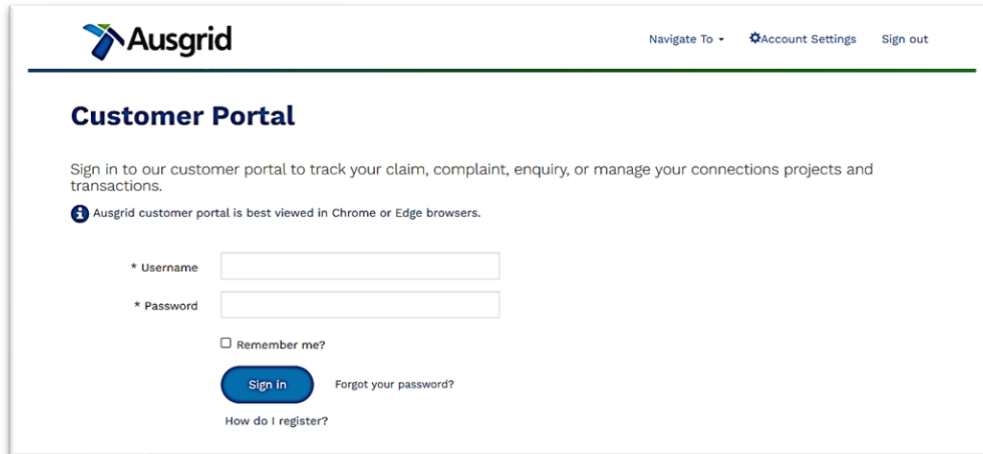 Ausgrid
Navigate To
Account Settings
Sign out
Customer Portal
Sign in to our customer portal to track your claim, complaint, enquiry, or manage your connections projects and
transactions.
Ausgrid customer portal is best viewed in Chrome or Edge browsers.
* Username
* Password
Remember me?
Sign in
Forgot your password?
How do I register?